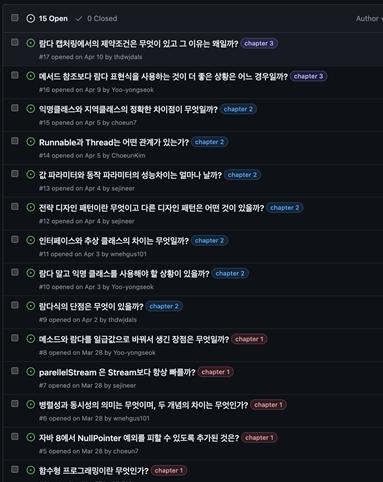 15 Open 0 Closed Author
람다 캡처링에서의 제약조건은 무엇이 있고 그 이유는 왜일까? chapter 3
#17 opened on Apr 10 by thdwjdals
메서드 참조보다 람다 표현식을 사용하는 것이 더 좋은 상황은 어느 경우일까? chapter 3
#16 opened on Apr 9 by Yoo-yongseok
익명클래스와 지역클래스의 정확한 차이점이 무엇일까? chapter 2
#15 opened on Apr 5 by choeun7
Runnable과 Thread는 어떤 관계가 있는가? chapter 2
#14 opened on Apr 5 by ChoeunKim
값 파라미터와 동작 파라미터의 성능차이는 얼마나 날까? chapter 2
#13 opened on Apr 4 by sejineer
전략 디자인 패턴이란 무엇이고 다른 디자인 패턴은 어떤 것이 있을까? chapter 2
#12 opened on Apr 4 by sejineer
인터페이스와 추상 클래스의 차이는 무엇일까? chapter 2
#11 opened on Apr 3 by wnehgus101
람다 말고 익명 클래스를 사용해야 할 상황이 있을까? chapter 2
#10 opened on Apr 3 by Yoo-yongseok
람다식의 단점은 무엇이 있을까? chapter 2
#9 opened on Apr 2 by thdwjdals
메소드와 람다를 일급값으로 바꿔서 생긴 장점은 무엇일까? chapter 1
#8 opened on Mar 28 by Yoo-yongseok
parellelStream 은 Stream보다 항상 빠를까? chapter 1
#7 opened on Mar 28 by sejineer
병렬성과 동시성의 의미는 무엇이며, 두 개념의 차이는 무엇인가? chapter 1
#6 opened on Mar 28 by wnehgus101
자바 8에서 NullPointer 예외를 피할 수 있도록 추가된 것은? chapter 1
#5 opened on Mar 28 by choeun7
함수형 프로그래밍이란 무엇인가? chapter 1